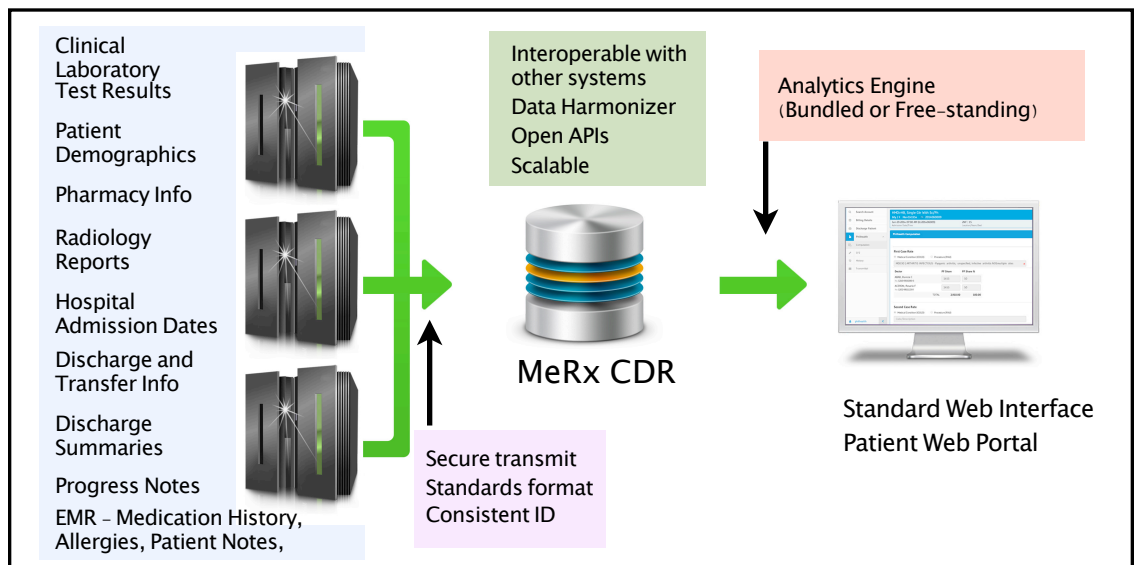 Clinical
Laboratory
Test Results
Patient
Demographics
Pharmacy Info
Radiology
Reports
Hospital
Admission Dates
Discharge and
Transfer Info
Discharge
Summaries
Progress Notes
EMR – Medication History,
Allergies, Patient Notes,
Interoperable with
other systems
Data Harmonizer
Open APIs
Scalable
MeRx CDR
Secure transmit
Standards format
Consistent ID
Analytics Engine
(Bundled or Free-standing)
Standard Web Interface
Patient Web Portal